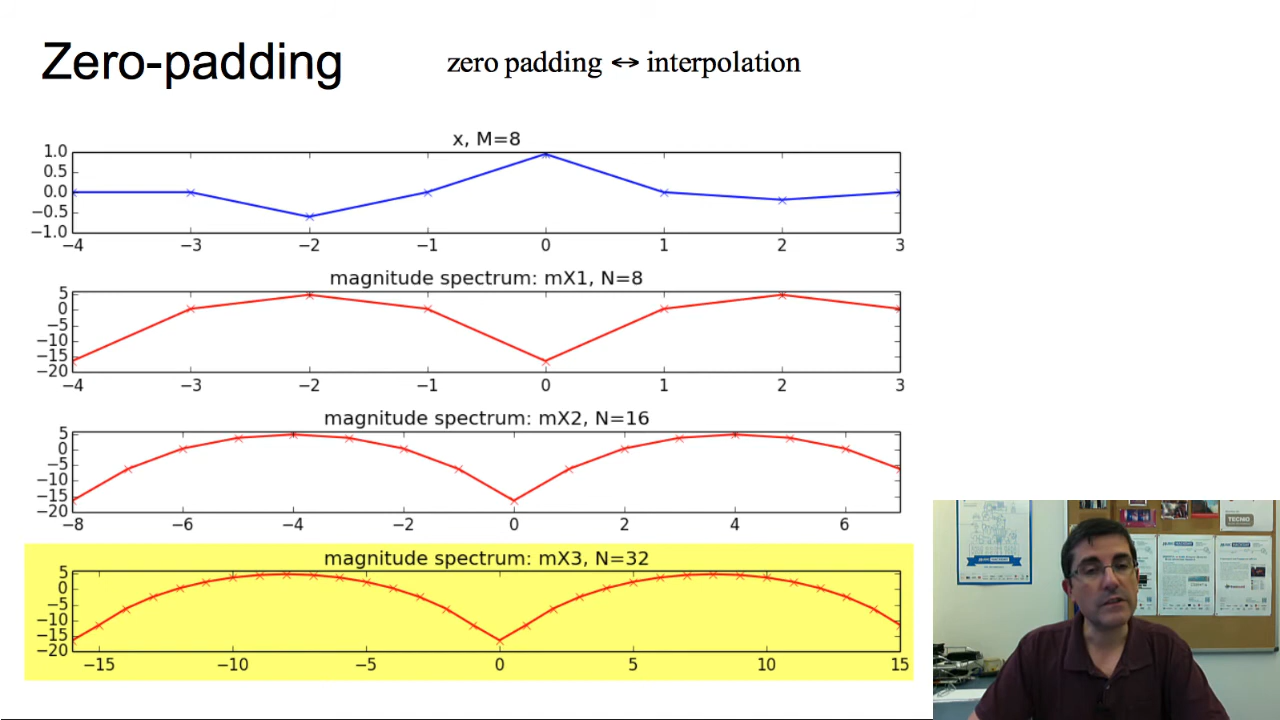 Zero-padding
zero padding ↔ interpolation
x, M=8
1.0
0.5
0.0
−0.5
−1.0
−4 −3 −2 −1 0 1 2 3
magnitude spectrum: mX1, N=8
5
0
−5
−10
−15
−20
−4 −3 −2 −1 0 1 2 3
magnitude spectrum: mX2, N=16
5
0
−5
−10
−15
−20
−8 −6 −4 −2 0 2 4 6
magnitude spectrum: mX3, N=32
5
0
−5
−10
−15
−20
−15 −10 −5 0 5 10 15
TECNIO